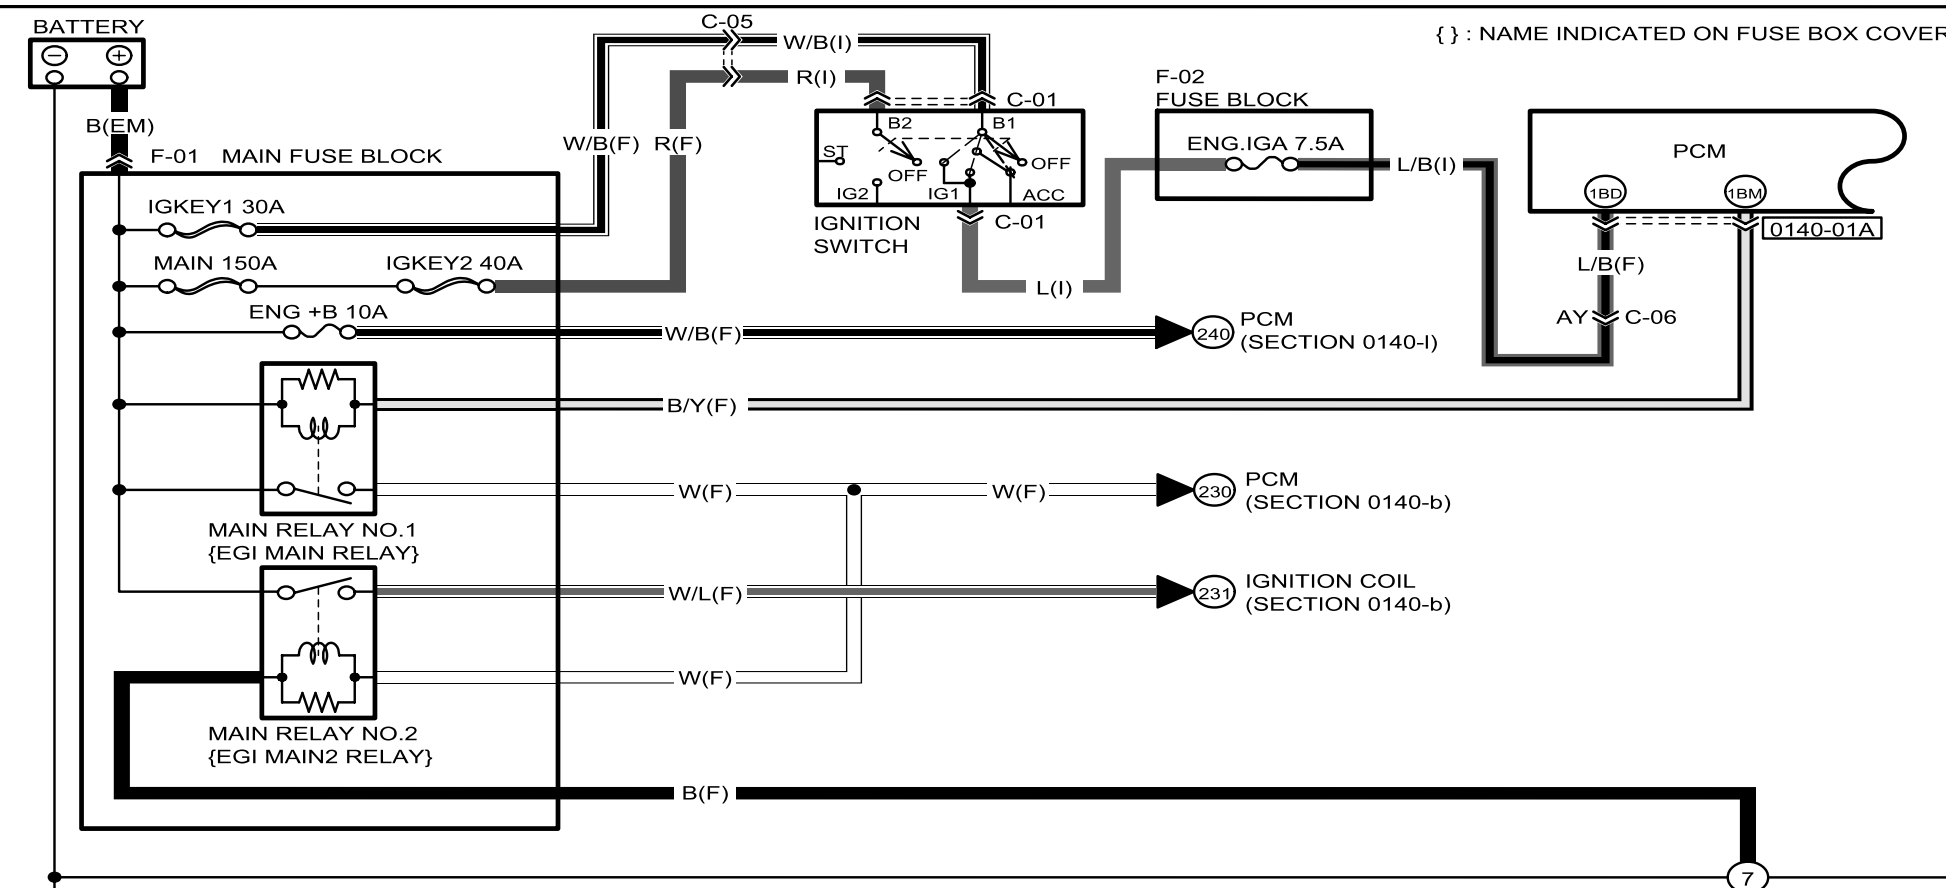 BATTERY
C-05
{ } : NAME INDICATED ON FUSE BOX COVER
− +
W/B(I)
R(I)
F-02
FUSE BLOCK
C-01
B(EM)
B2
B1
W/B(F)
R(F)
ENG.IGA 7.5A
PCM
F-01 MAIN FUSE BLOCK
ST
OFF
OFF
L/B(I)
IG2
IG1
ACC
1BD
1BM
IGKEY1 30A
IGNITION
SWITCH
C-01
0140-01A
MAIN 150A
IGKEY2 40A
L/B(F)
L(I)
ENG +B 10A
AY
C-06
W/B(F)
240
PCM
(SECTION 0140-I)
B/Y(F)
W(F)
W(F)
230
PCM
(SECTION 0140-b)
MAIN RELAY NO.1
{EGI MAIN RELAY}
W/L(F)
231
IGNITION COIL
(SECTION 0140-b)
W(F)
MAIN RELAY NO.2
{EGI MAIN2 RELAY}
B(F)
7